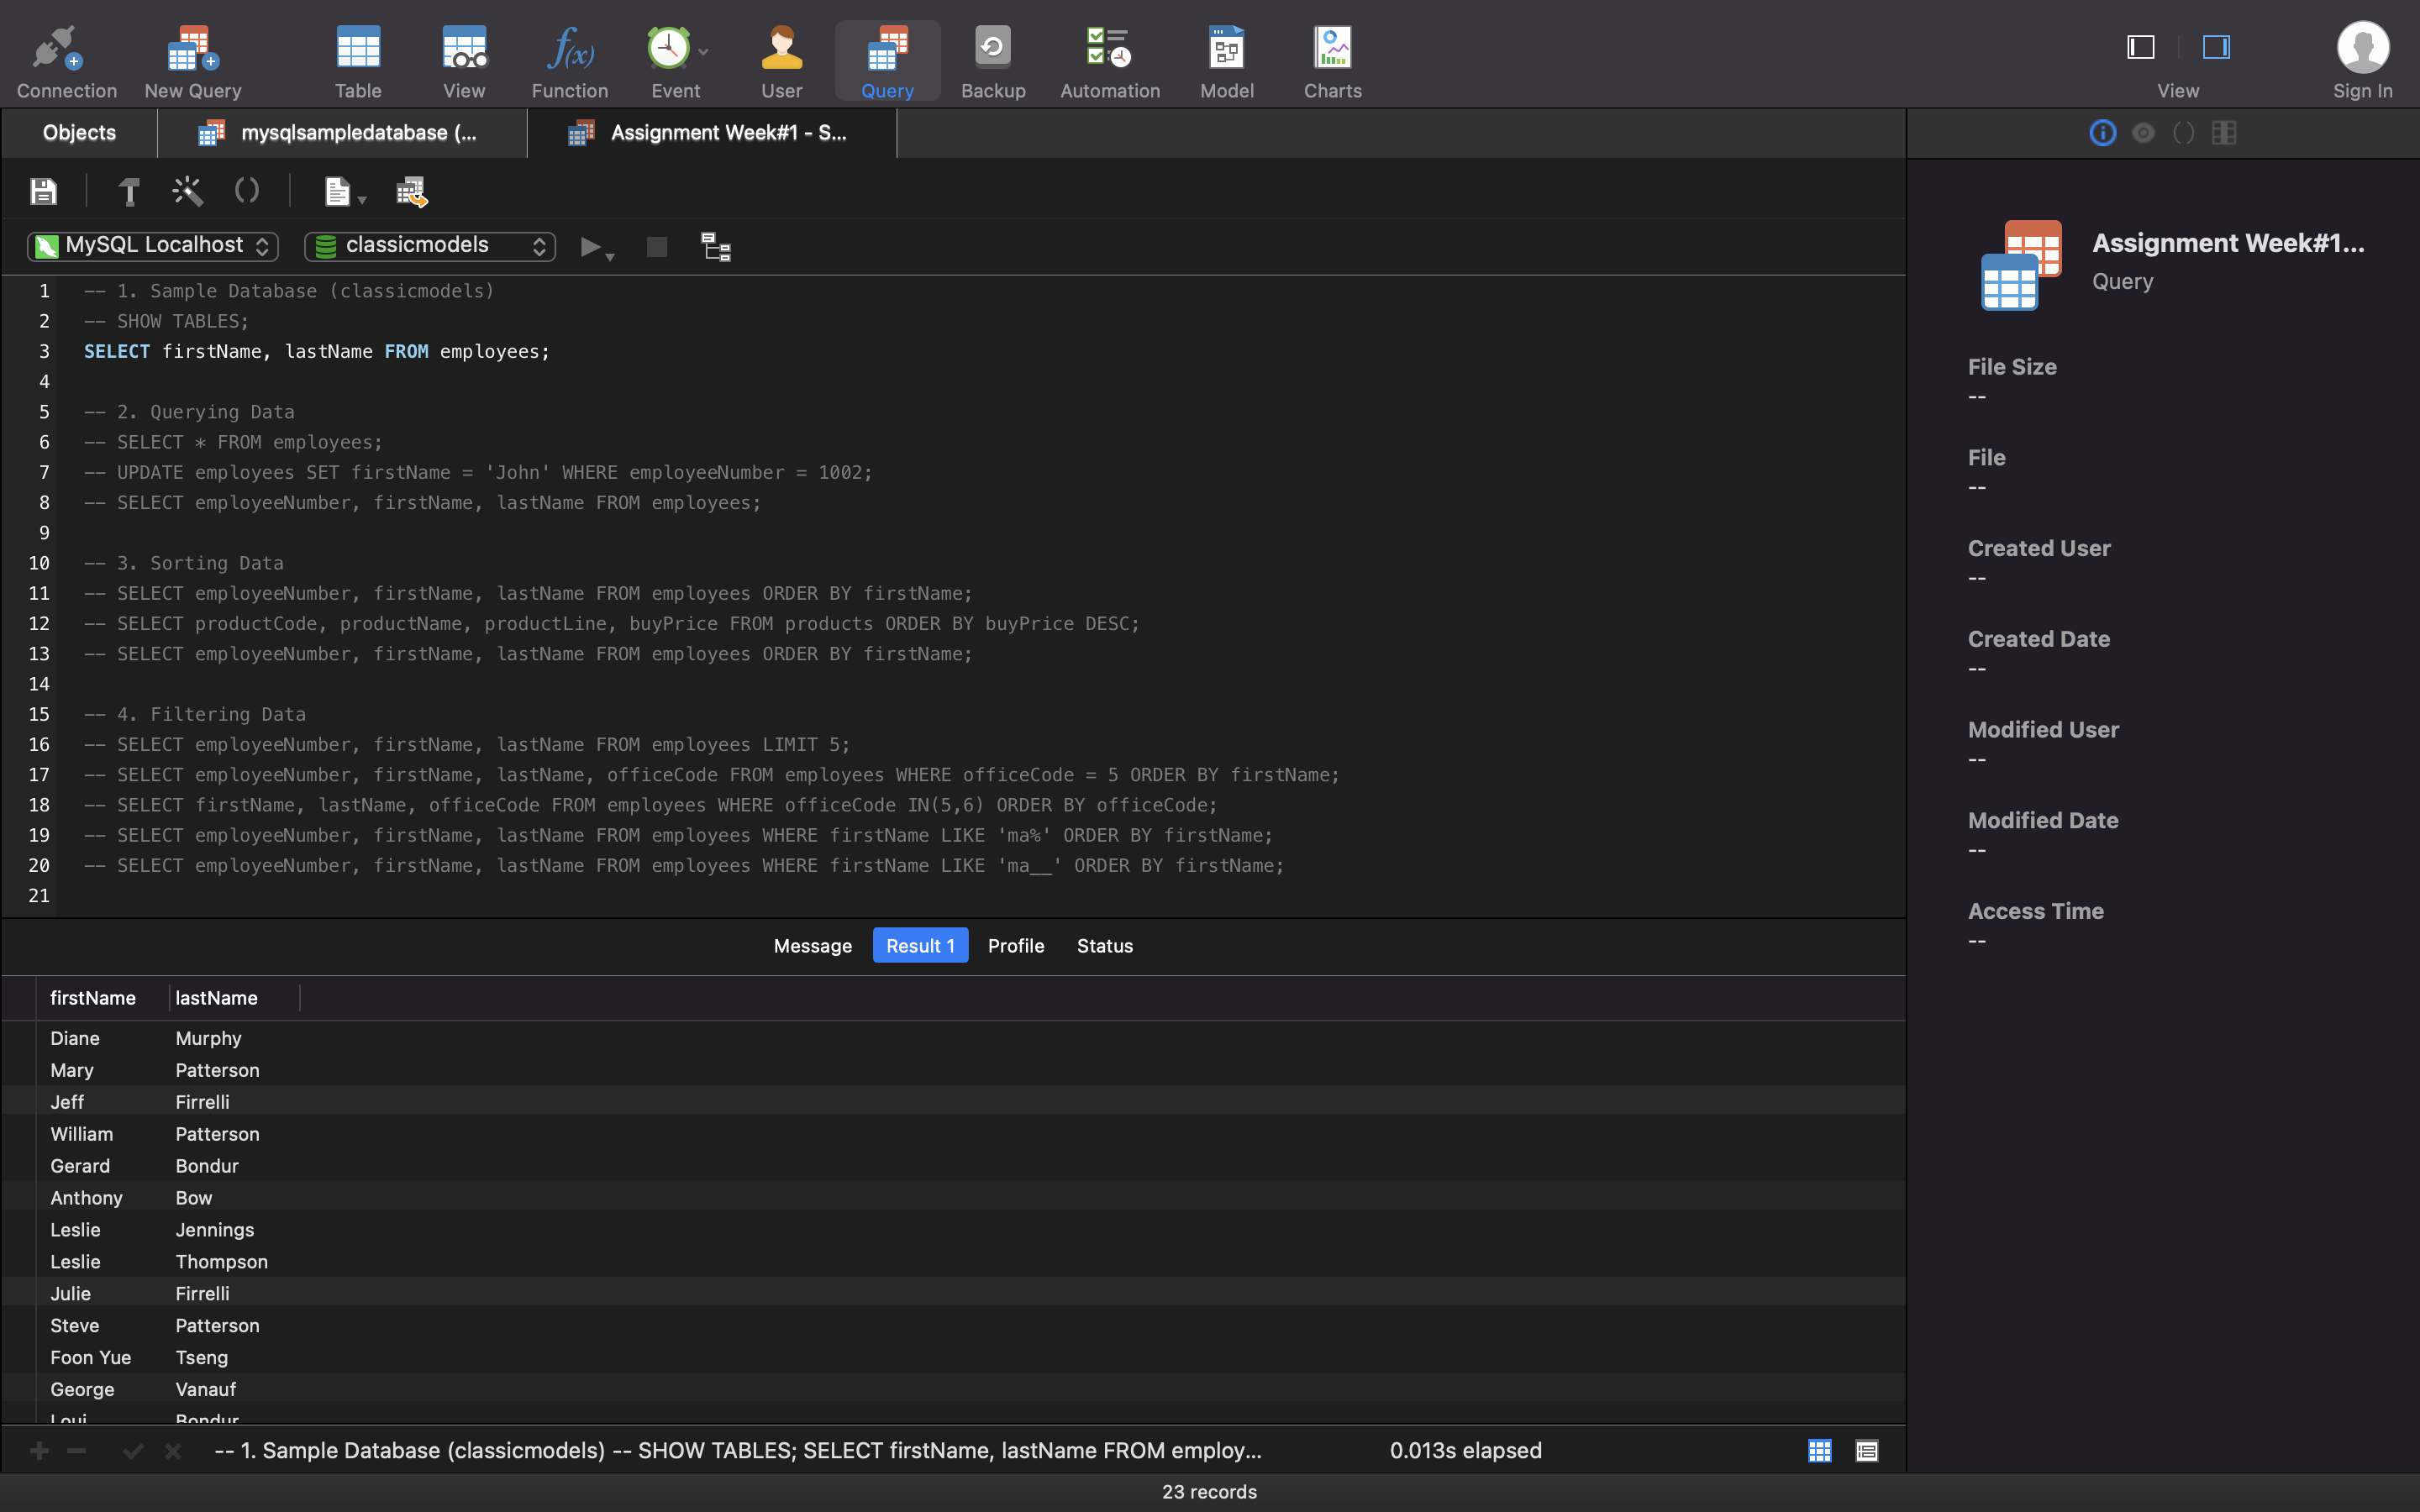 Connection New Query Table View Function Event User Query Backup Automation Model Charts View Sign In
Objects mysqlsampledatabase (... Assignment Week#1 - S...
MySQL Localhost classicmodels
1 -- 1. Sample Database (classicmodels)
2 -- SHOW TABLES;
3 SELECT firstName, lastName FROM employees;
4
5 -- 2. Querying Data
6 -- SELECT * FROM employees;
7 -- UPDATE employees SET firstName = 'John' WHERE employeeNumber = 1002;
8 -- SELECT employeeNumber, firstName, lastName FROM employees;
9
10 -- 3. Sorting Data
11 -- SELECT employeeNumber, firstName, lastName FROM employees ORDER BY firstName;
12 -- SELECT productCode, productName, productLine, buyPrice FROM products ORDER BY buyPrice DESC;
13 -- SELECT employeeNumber, firstName, lastName FROM employees ORDER BY firstName;
14
15 -- 4. Filtering Data
16 -- SELECT employeeNumber, firstName, lastName FROM employees LIMIT 5;
17 -- SELECT employeeNumber, firstName, lastName, officeCode FROM employees WHERE officeCode = 5 ORDER BY firstName;
18 -- SELECT firstName, lastName, officeCode FROM employees WHERE officeCode IN(5,6) ORDER BY officeCode;
19 -- SELECT employeeNumber, firstName, lastName FROM employees WHERE firstName LIKE 'ma%' ORDER BY firstName;
20 -- SELECT employeeNumber, firstName, lastName FROM employees WHERE firstName LIKE 'ma__' ORDER BY firstName;
21
Message Result 1 Profile Status
firstName lastName
Diane Murphy
Mary Patterson
Jeff Firrelli
William Patterson
Gerard Bondur
Anthony Bow
Leslie Jennings
Leslie Thompson
Julie Firrelli
Steve Patterson
Foon Yue Tseng
George Vanauf
Loui Bondur
-- 1. Sample Database (classicmodels) -- SHOW TABLES; SELECT firstName, lastName FROM employ... 0.013s elapsed
23 records
Assignment Week#1...
Query
File Size
--
File
--
Created User
--
Created Date
--
Modified User
--
Modified Date
--
Access Time
--